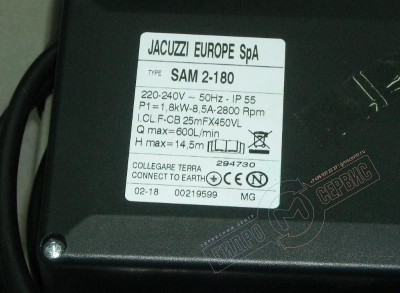 JACUZZI EUROPE SpA
TYPE SAM 2-180
220-240V ~ 50Hz - IP 55
P1=1,8kW-8,5A-2800 Rpm
I.CL F-CB 25mFX450VL
Q max=600L/min
H max=14,5m
COLLEGARE TERRA 294730
CONNECT TO EARTH CE
02-18 00219599 MG
ГИДРО СЕРВИС